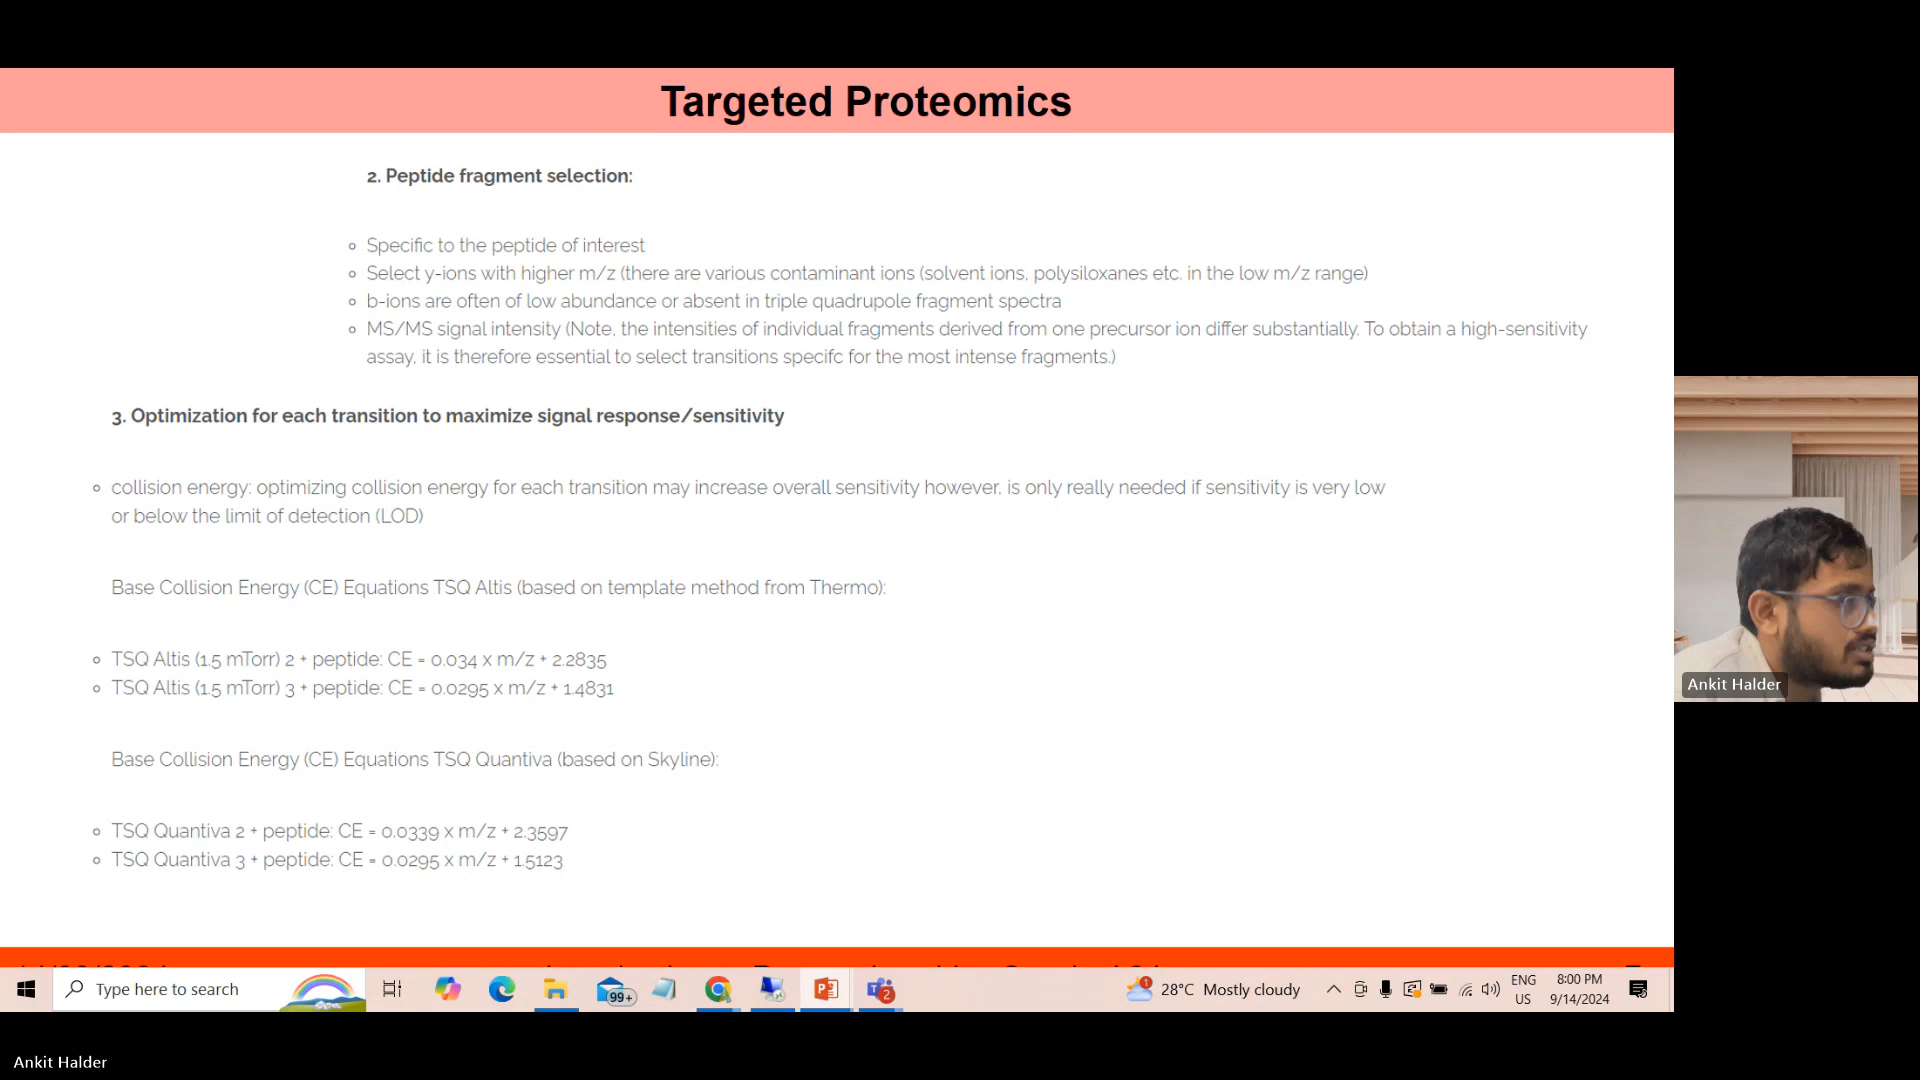 Targeted Proteomics
2. Peptide fragment selection:
Specific to the peptide of interest
Select y-ions with higher m/z (there are various contaminant ions (solvent ions, polysiloxanes etc. in the low m/z range)
b-ions are often of low abundance or absent in triple quadrupole fragment spectra
MS/MS signal intensity (Note, the intensities of individual fragments derived from one precursor ion differ substantially. To obtain a high-sensitivity
assay, it is therefore essential to select transitions specifc for the most intense fragments.)
3. Optimization for each transition to maximize signal response/sensitivity
collision energy: optimizing collision energy for each transition may increase overall sensitivity however, is only really needed if sensitivity is very low
or below the limit of detection (LOD)
Base Collision Energy (CE) Equations TSQ Altis (based on template method from Thermo):
TSQ Altis (1.5 mTorr) 2 + peptide: CE = 0.034 x m/z + 2.2835
TSQ Altis (1.5 mTorr) 3 + peptide: CE = 0.0295 x m/z + 1.4831
Base Collision Energy (CE) Equations TSQ Quantiva (based on Skyline):
TSQ Quantiva 2 + peptide: CE = 0.0339 x m/z + 2.3597
TSQ Quantiva 3 + peptide: CE = 0.0295 x m/z + 1.5123
Ankit Halder
Type here to search
99+
2
1
28°C Mostly cloudy
ENG
US
8:00 PM
9/14/2024
Ankit Halder